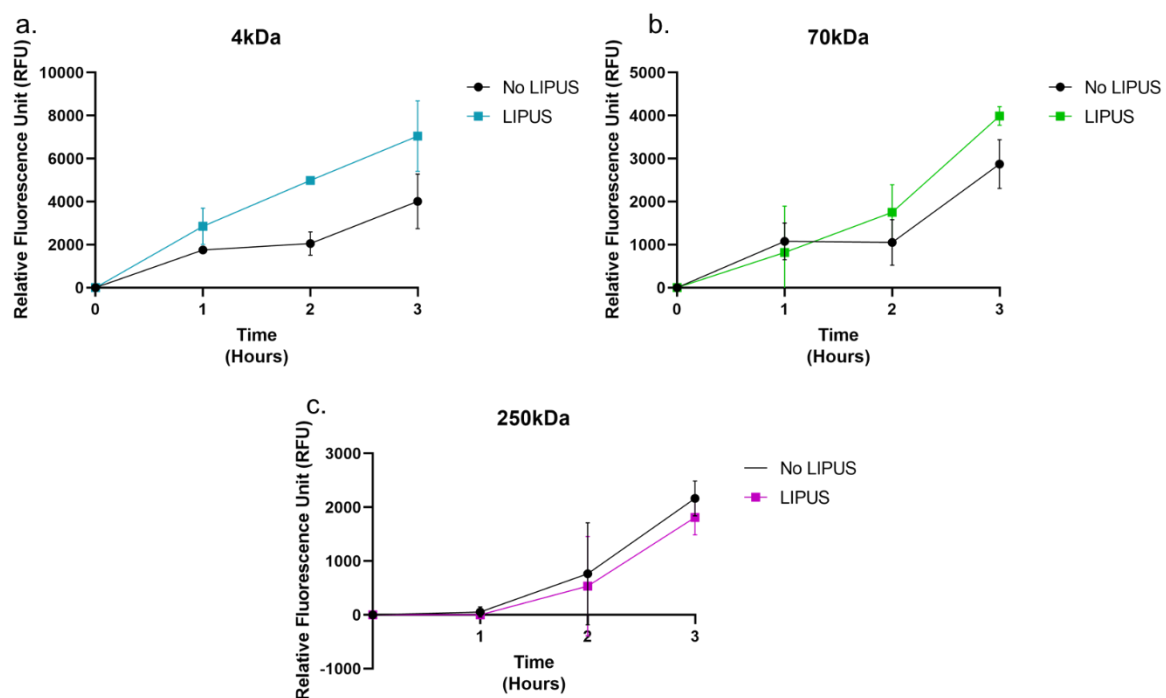 a.
4kDa
Relative Fluorescence Unit (RFU)
10000
8000
6000
4000
2000
0
0
1
2
3
Time
(Hours)
No LIPUS
LIPUS
b.
70kDa
Relative Fluorescence Unit (RFU)
5000
4000
3000
2000
1000
0
0
1
2
3
Time
(Hours)
No LIPUS
LIPUS
c.
250kDa
Relative Fluorescence Unit (RFU)
3000
2000
1000
0
-1000
1
2
3
Time
(Hours)
No LIPUS
LIPUS